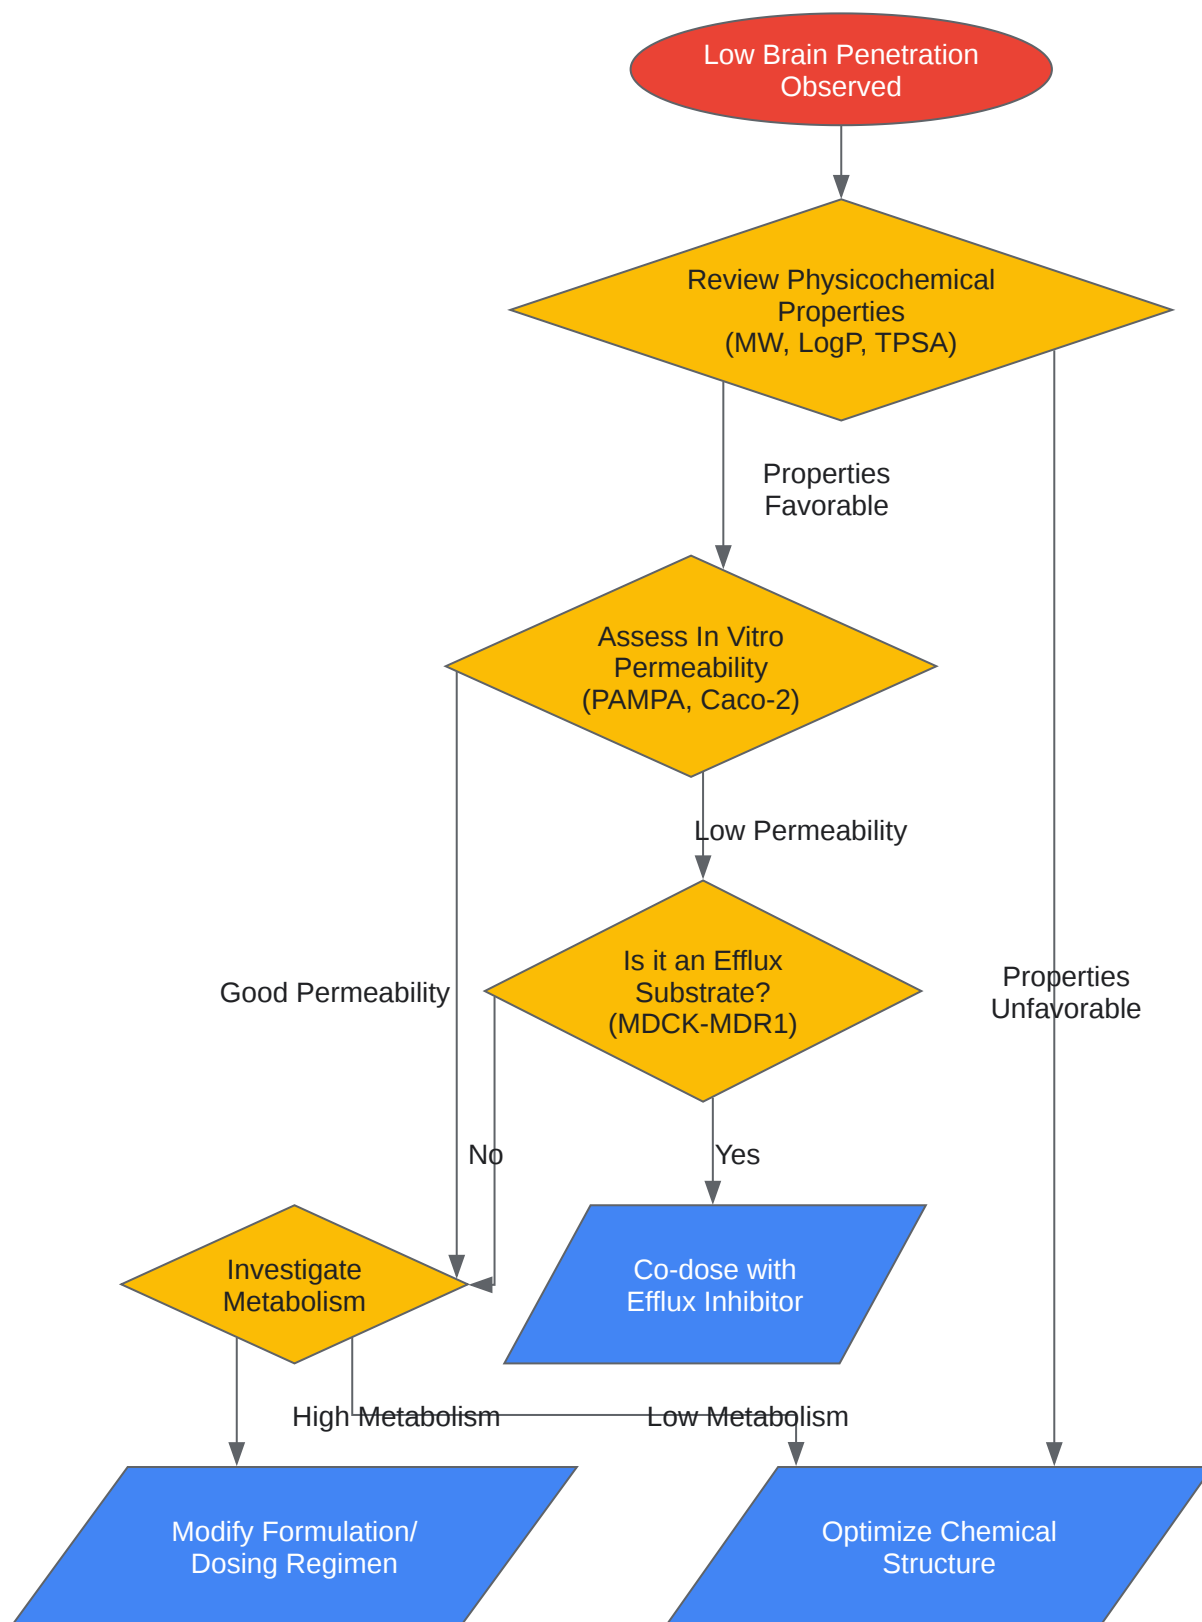 Low Brain Penetration
Observed
Review Physicochemical
Properties
(MW, LogP, TPSA)
Properties
Favorable
Assess In Vitro
Permeability
(PAMPA, Caco-2)
Low Permeability
Is it an Efflux
Substrate?
(MDCK-MDR1)
Good Permeability
Properties
Unfavorable
No
Yes
Investigate
Metabolism
Co-dose with
Efflux Inhibitor
High Metabolism
Low Metabolism
Modify Formulation/
Dosing Regimen
Optimize Chemical
Structure